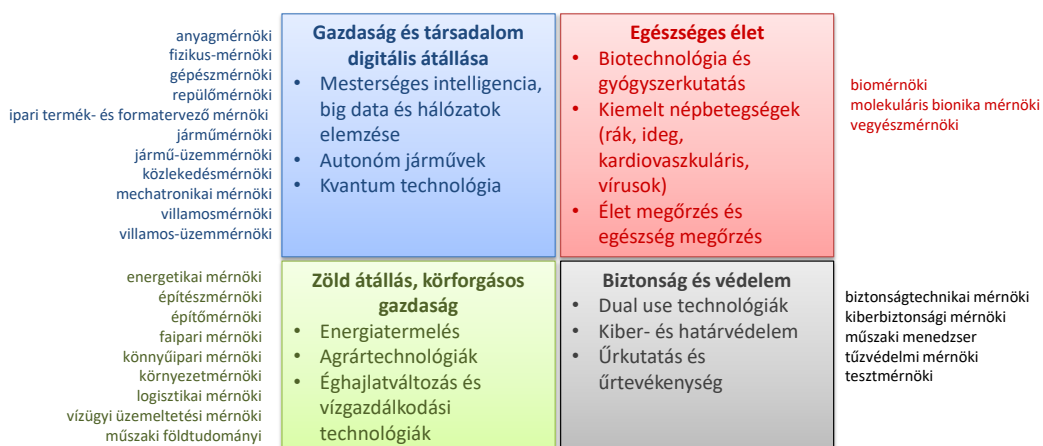 anyagmérnöki
fizikus-mérnöki
gépészmérnöki
repülőmérnöki
ipari termék- és formatervező mérnöki
járműmérnöki
jármű-üzemmérnöki
közlekedésmérnöki
mechatronikai mérnöki
villamosmérnöki
villamos-üzemmérnöki
Gazdaság és társadalom
digitális átállása
• Mesterséges intelligencia,
big data és hálózatok
elemzése
• Autonóm járművek
• Kvantum technológia
Egészséges élet
• Biotechnológia és
gyógyszerkutatás
• Kiemelt népbetegségek
(rák, ideg,
kardiovaszkuláris,
vírusok)
• Élet megőrzés és
egészség megőrzés
biomérnöki
molekuláris bionika mérnöki
vegyészmérnöki
energetikai mérnöki
építészmérnöki
építőmérnöki
faipari mérnöki
könnyűipari mérnöki
környezetmérnöki
logisztikai mérnöki
vízügyi üzemeltetési mérnöki
műszaki földtudományi
Zöld átállás, körforgásos
gazdaság
• Energiatermelés
• Agrártechnológiák
• Éghajlatváltozás és
vízgazdálkodási
technológiák
Biztonság és védelem
• Dual use technológiák
• Kiber- és határvédelem
• Űrkutatás és
űrtevékenység
biztonságtechnikai mérnöki
kiberbiztonsági mérnöki
műszaki menedzser
tűzvédelmi mérnöki
tesztmérnöki